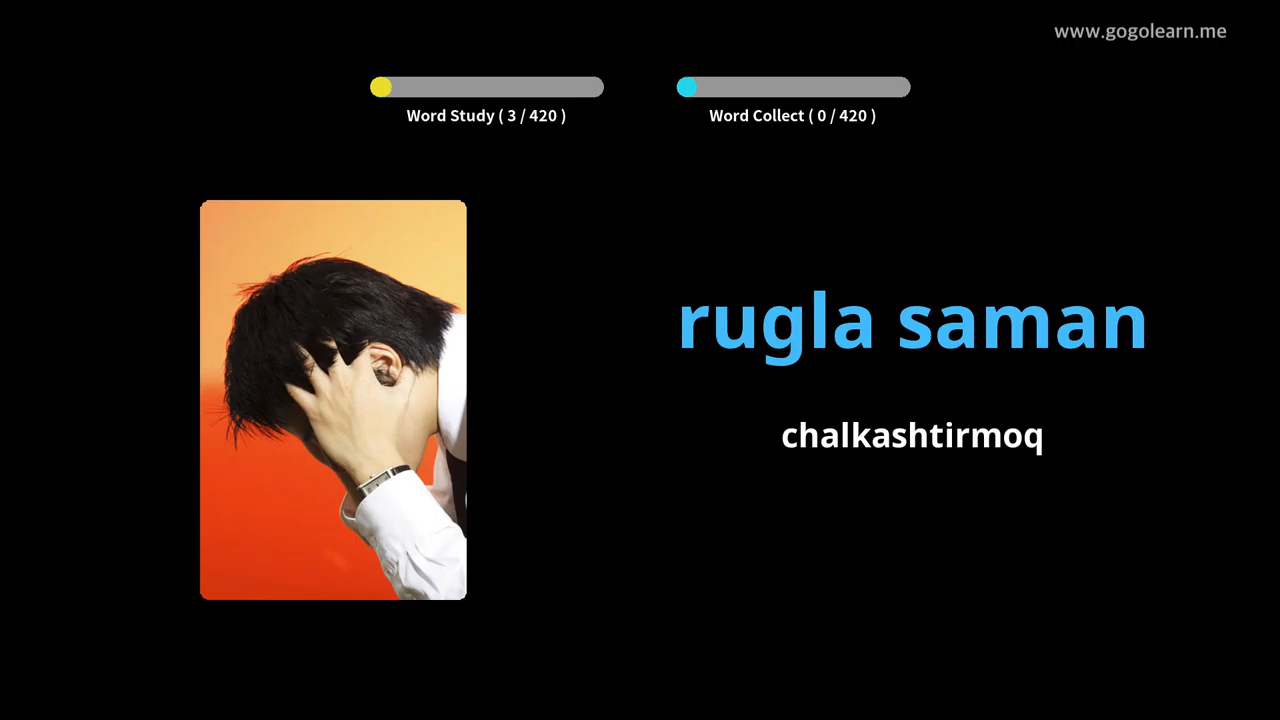 www.gogolearn.me
Word Study ( 3 / 420 )
Word Collect ( 0 / 420 )
rugla saman
chalkashtirmoq